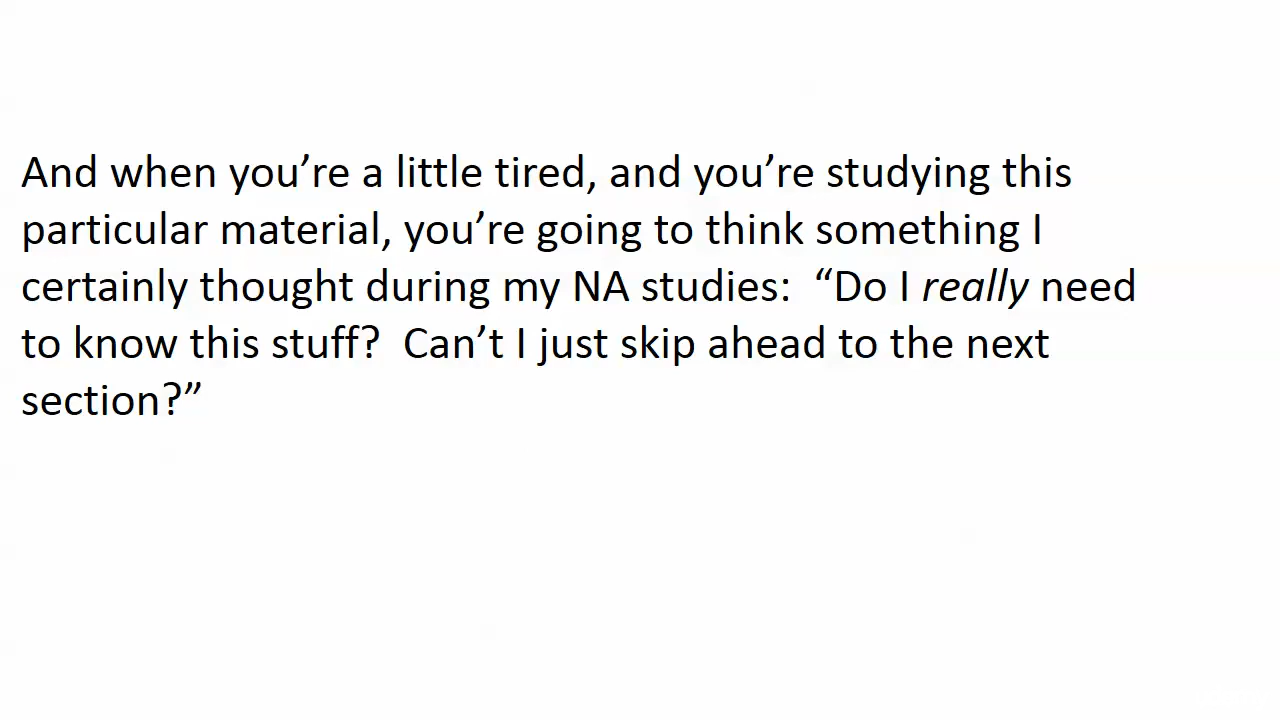 And when you’re a little tired, and you’re studying this
particular material, you’re going to think something I
certainly thought during my NA studies:  “Do I really need
to know this stuff?  Can’t I just skip ahead to the next
section?”